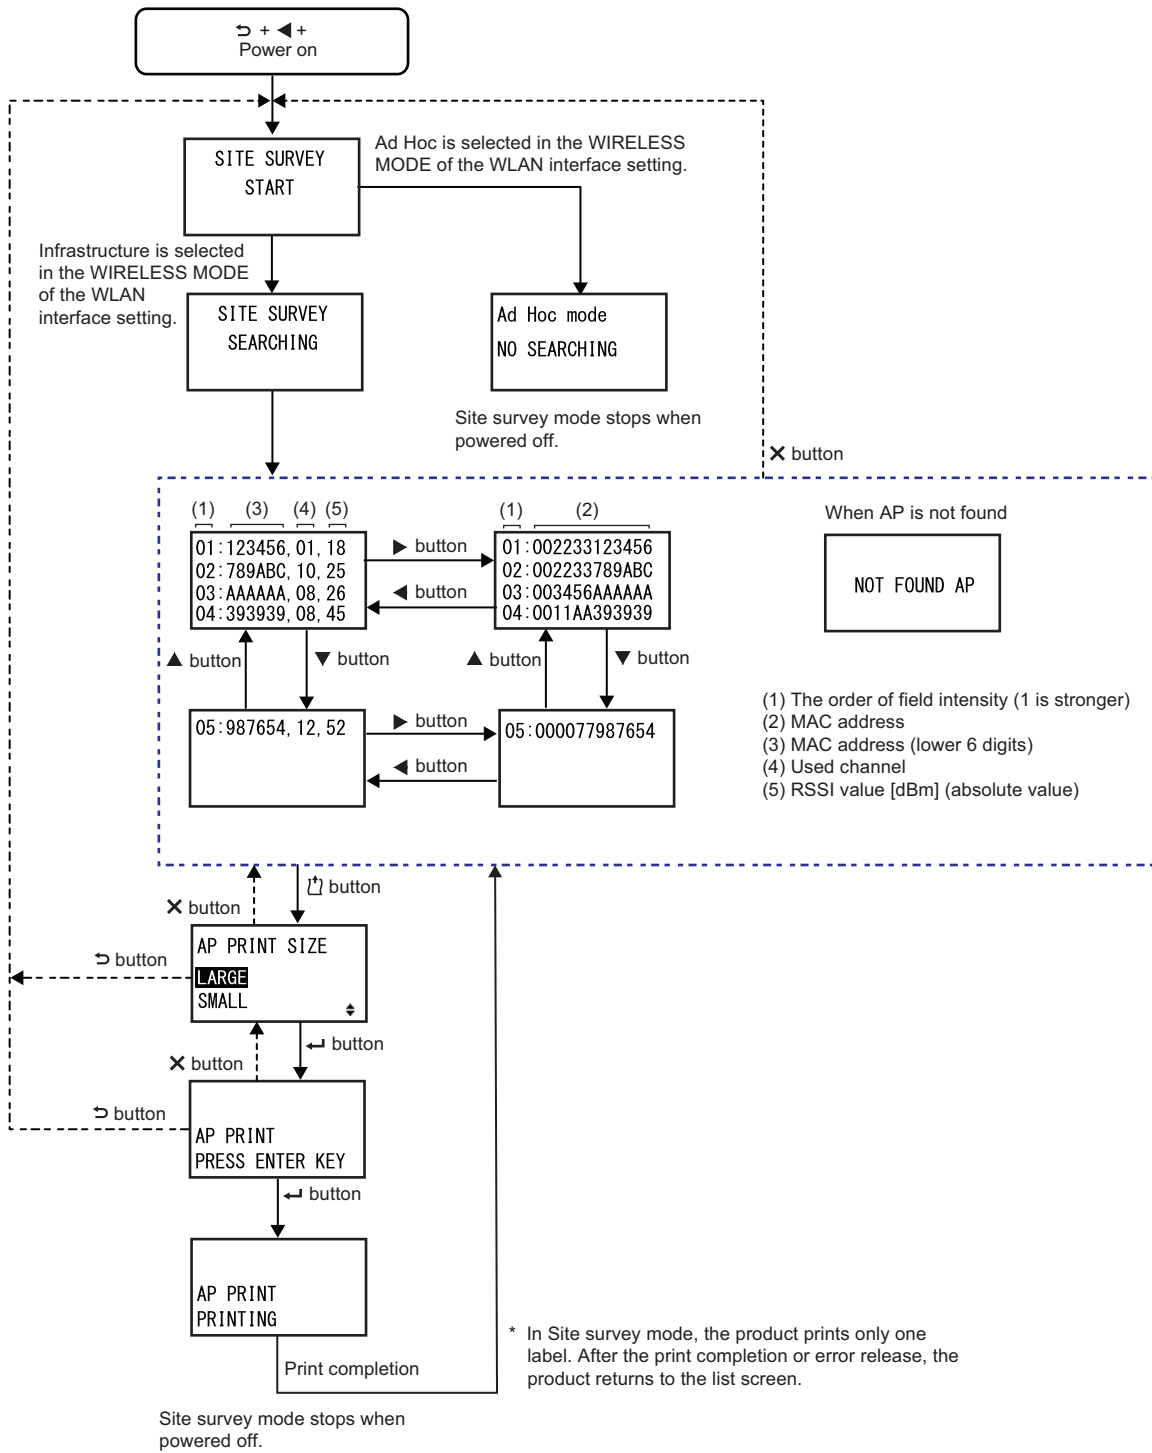 ⮌ + ◀ +
Power on
SITE SURVEY
START
Ad Hoc is selected in the WIRELESS
MODE of the WLAN interface setting.
Infrastructure is selected
in the WIRELESS MODE
of the WLAN
interface setting.
SITE SURVEY
SEARCHING
Ad Hoc mode
NO SEARCHING
Site survey mode stops when
powered off.
✕ button
(1) (3) (4) (5)
01:123456,01,18
02:789ABC,10,25
03:AAAAAA,08,26
04:393939,08,45
▶ button
◀ button
(1) (2)
01:002233123456
02:002233789ABC
03:003456AAAAAA
04:0011AA393939
When AP is not found
NOT FOUND AP
▲ button
▼ button
▲ button
▼ button
05:987654,12,52
▶ button
◀ button
05:000077987654
(1) The order of field intensity (1 is stronger)
(2) MAC address
(3) MAC address (lower 6 digits)
(4) Used channel
(5) RSSI value [dBm] (absolute value)
button
✕ button
AP PRINT SIZE
LARGE
SMALL
⮌ button
↵ button
✕ button
⮌ button
AP PRINT
PRESS ENTER KEY
↵ button
AP PRINT
PRINTING
Print completion
* In Site survey mode, the product prints only one
label. After the print completion or error release, the
product returns to the list screen.
Site survey mode stops when
powered off.